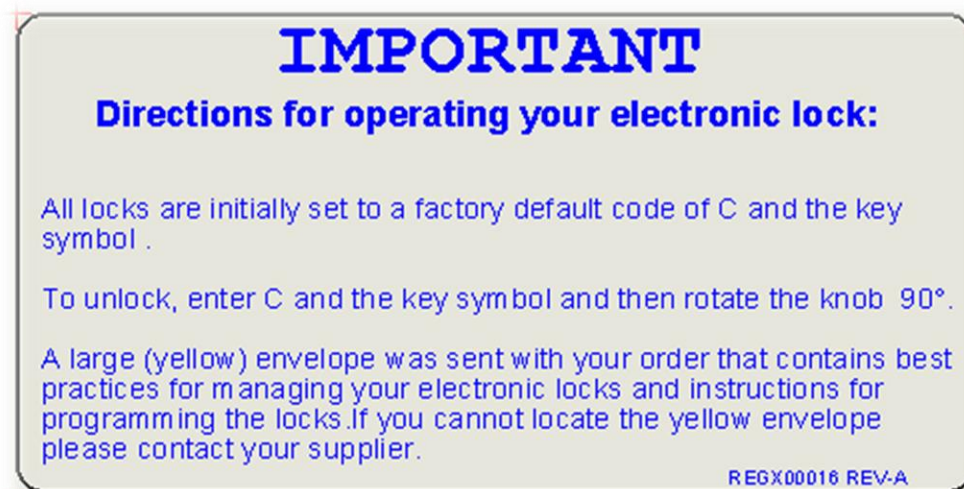 IMPORTANT
Directions for operating your electronic lock:
All locks are initially set to a factory default code of C and the key
symbol .
To unlock, enter C and the key symbol and then rotate the knob  90°.
A large (yellow) envelope was sent with your order that contains best
practices for managing your electronic locks and instructions for
programming the locks.If you cannot locate the yellow envelope
please contact your supplier.
REGX00016 REV-A